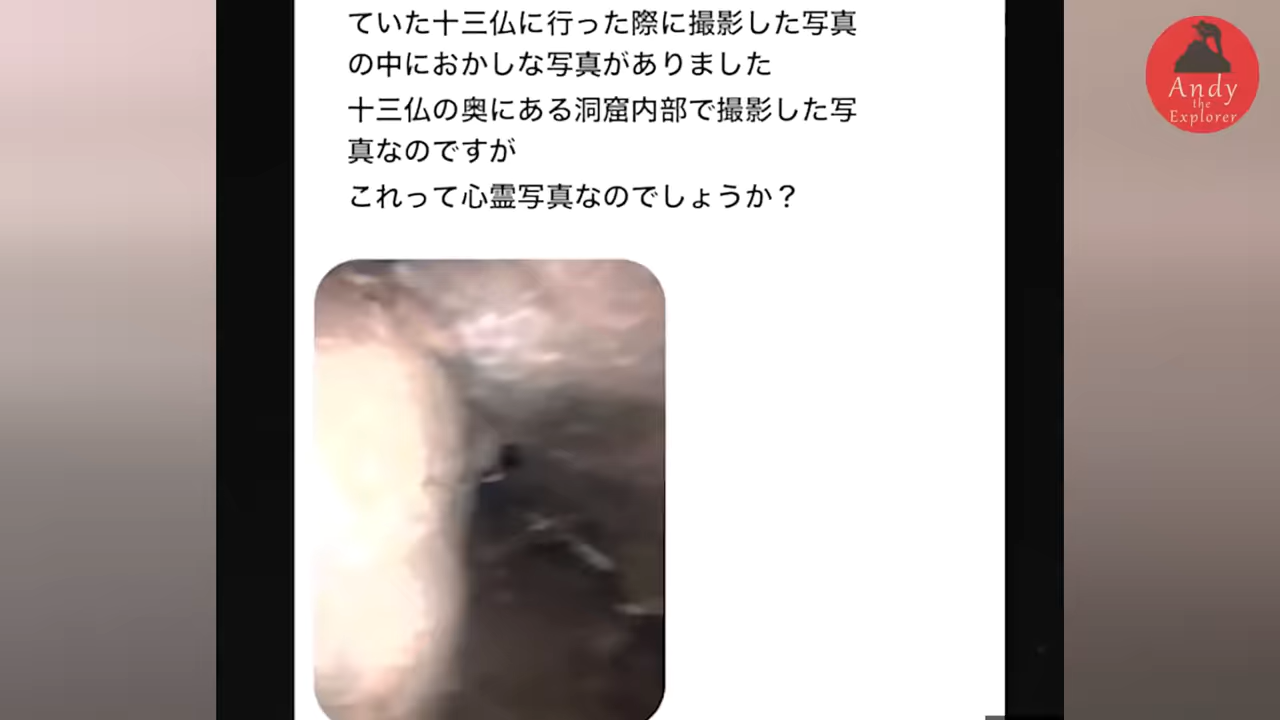 ていた十三仏に行った際に撮影した写真
の中におかしな写真がありました
十三仏の奥にある洞窟内部で撮影した写
真なのですが
これって心霊写真なのでしょうか？
Andy
the
Explorer